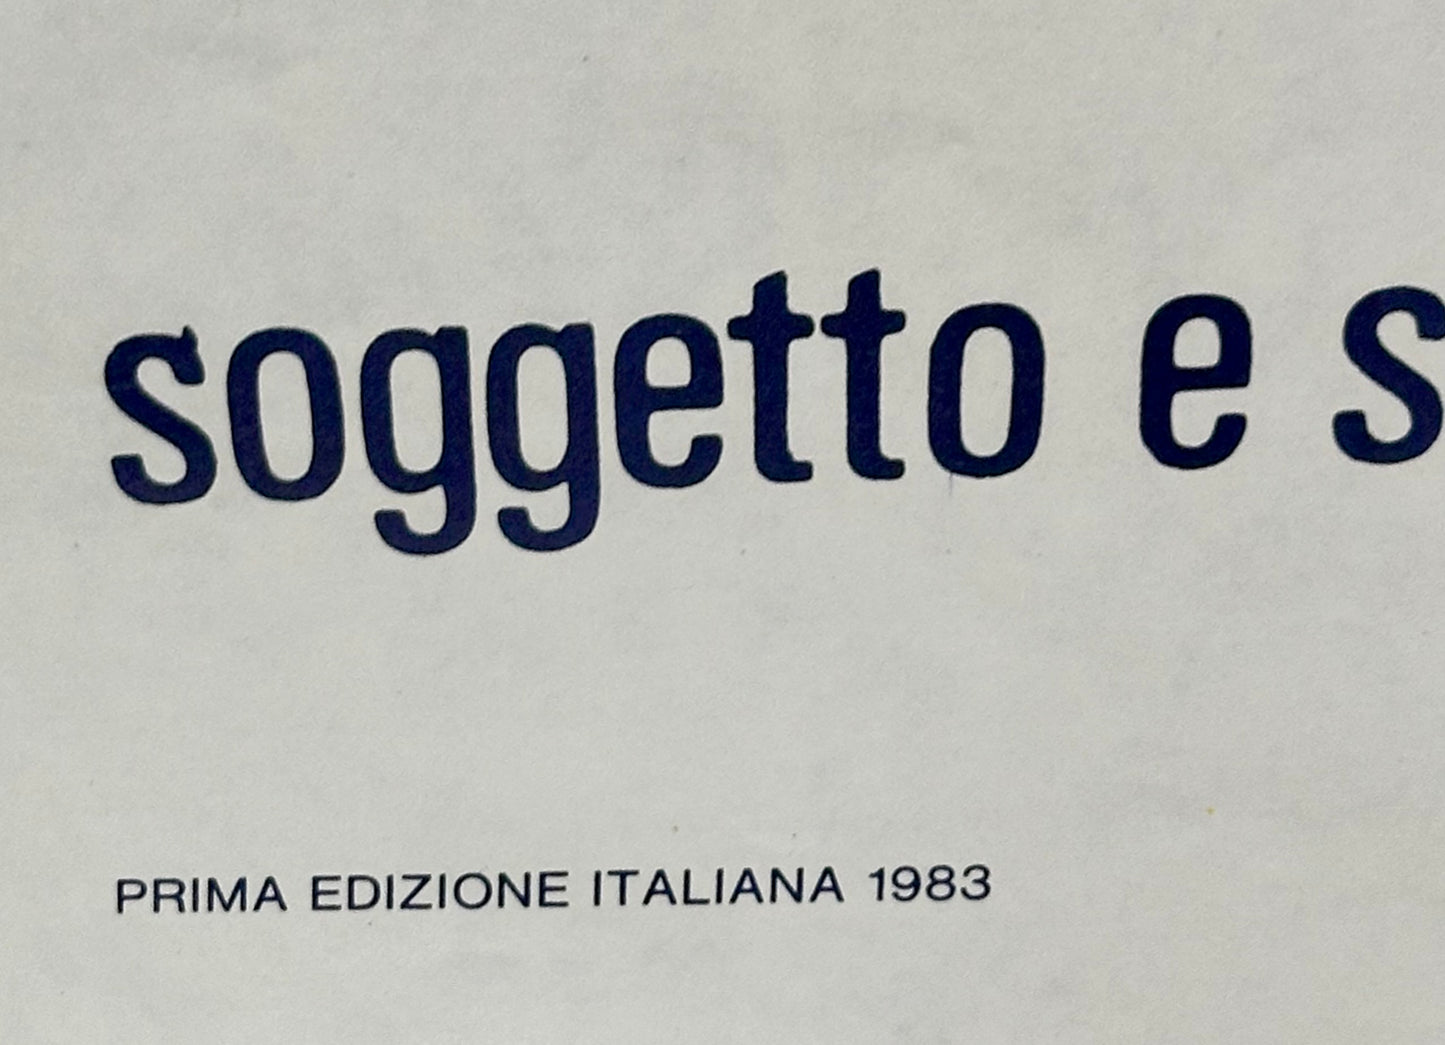 soggetto e s
PRIMA EDIZIONE ITALIANA 1983